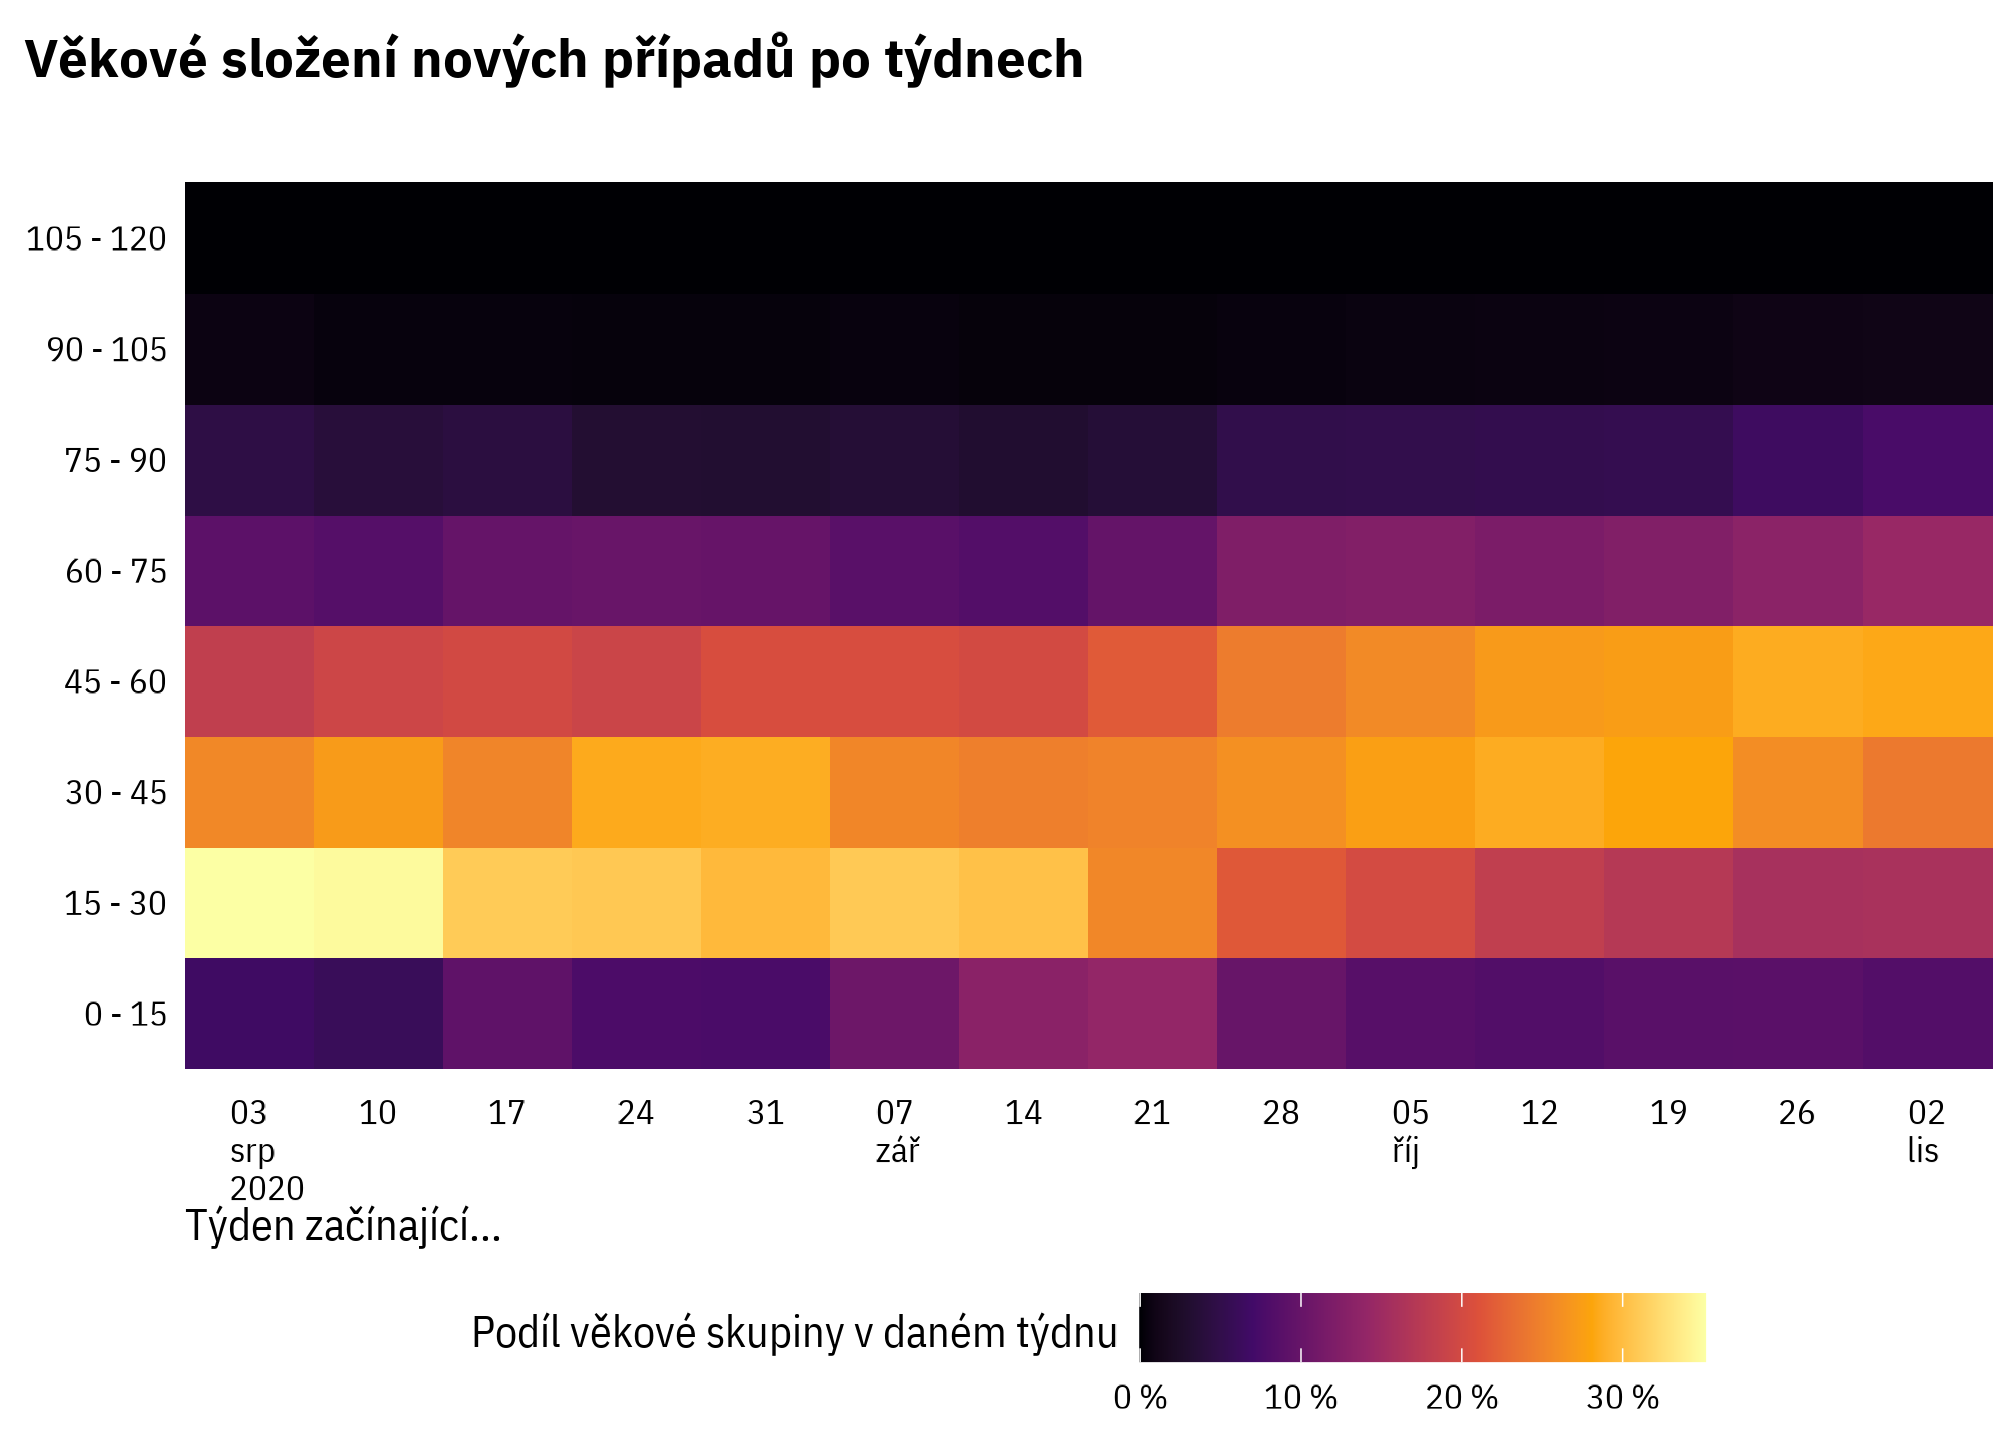 Věkové složení nových případů po týdnech
105 - 120
90 - 105
75 - 90
60 - 75
45 - 60
30 - 45
15 - 30
0 - 15
03 10 17 24 31 07 14 21 28 05 12 19 26 02
srp zář říj lis
2020
Týden začínající...
Podíl věkové skupiny v daném týdnu
0 % 10 % 20 % 30 %